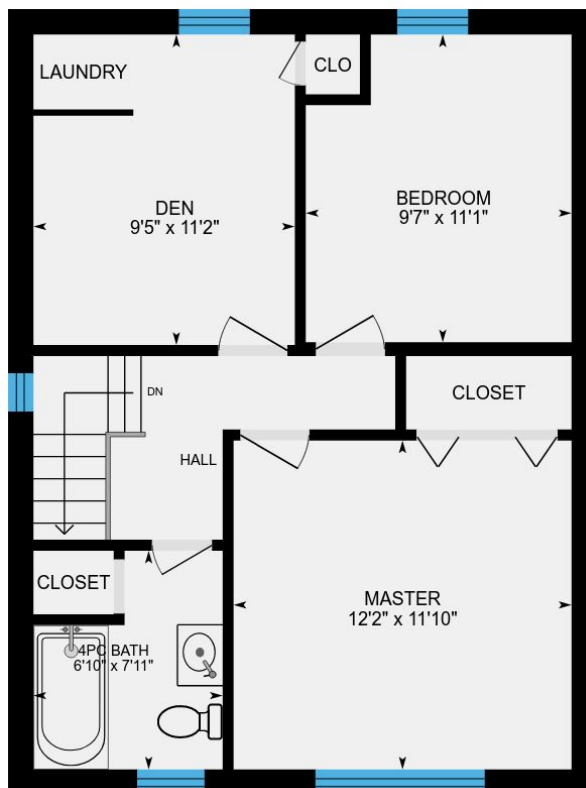 LAUNDRY
CLO
DEN
9'5" x 11'2"
BEDROOM
9'7" x 11'1"
DN
CLOSET
HALL
CLOSET
MASTER
12'2" x 11'10"
4PC BATH
6'10" x 7'11"